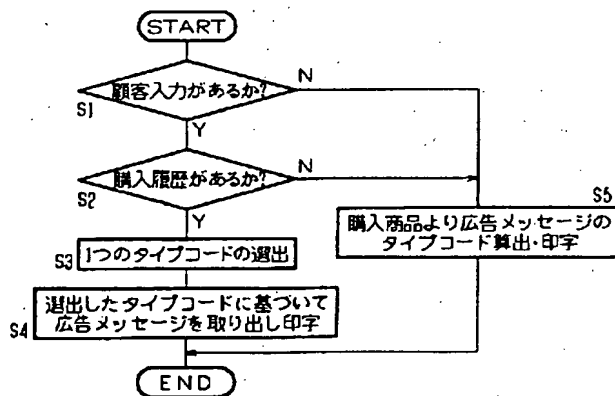 START
顧客入力があるか?
N
S1
Y
購入履歴があるか?
N
S2
Y
S5
購入商品より広告メッセージの
タイプコード算出・印字
1つのタイプコードの選出
S3
選出したタイプコードに基づいて
広告メッセージを取り出し印字
S4
END